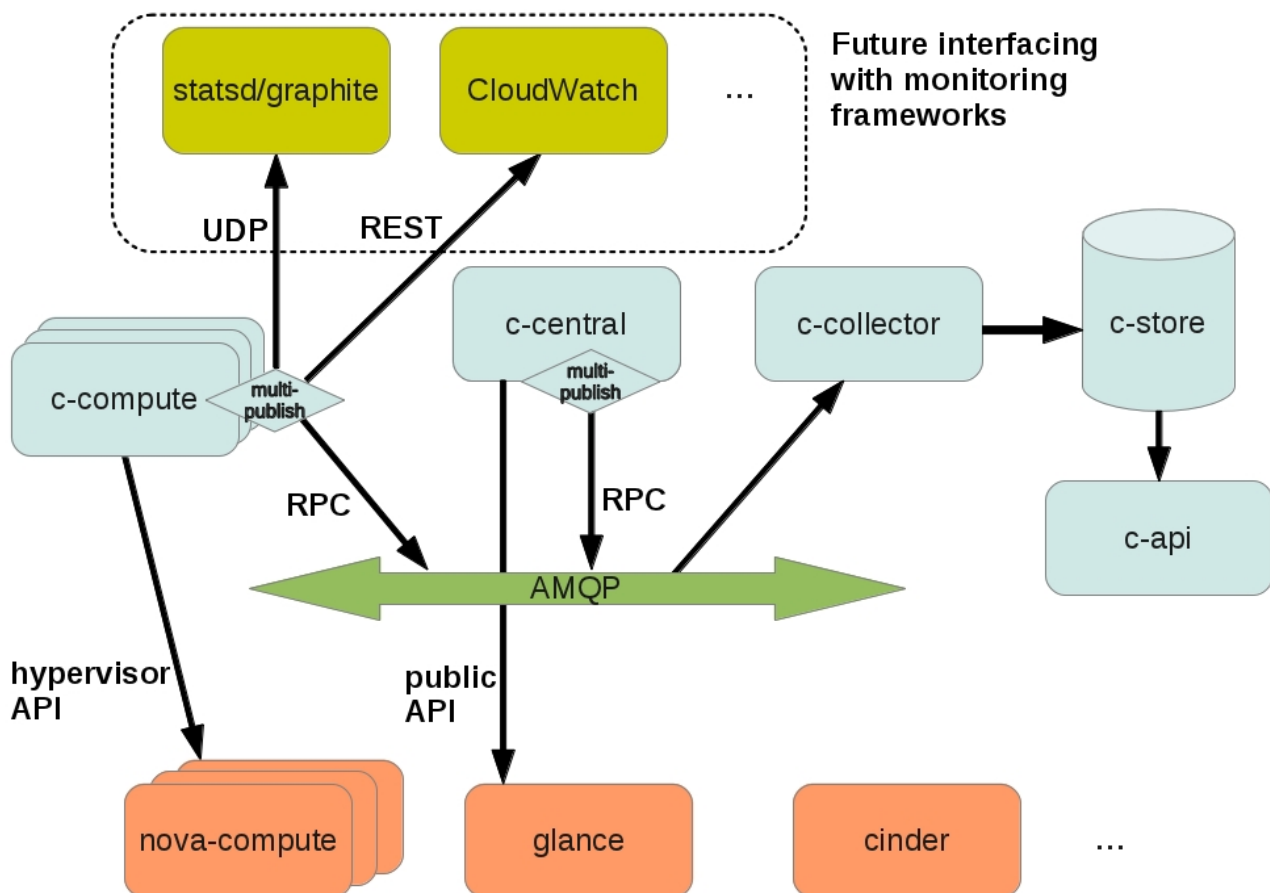 statsd/graphite
CloudWatch
...
Future interfacing
with monitoring
frameworks
UDP
REST
c-compute
multi-
publish
c-central
multi-
publish
c-collector
c-store
RPC
RPC
c-api
AMQP
hypervisor
API
public
API
nova-compute
glance
cinder
...